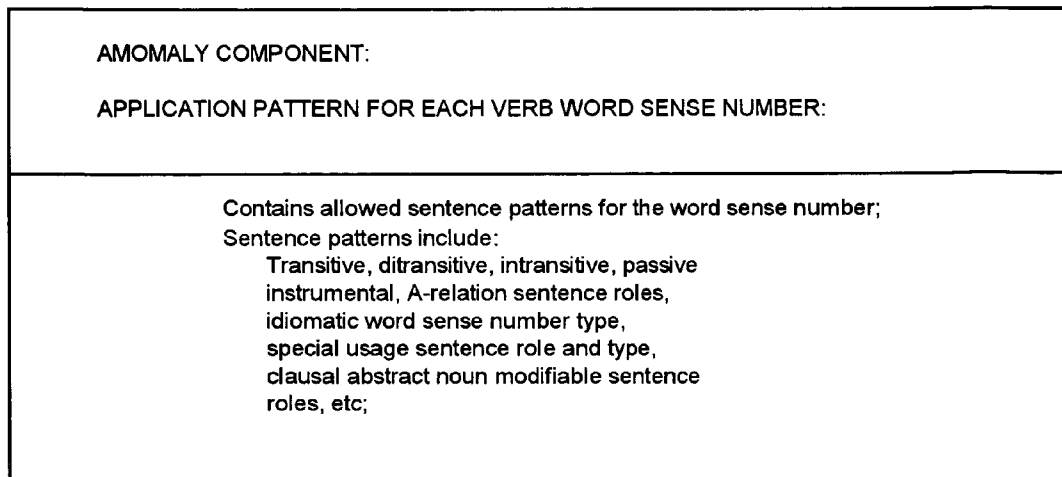 AMOMALY COMPONENT:
APPLICATION PATTERN FOR EACH VERB WORD SENSE NUMBER:
Contains allowed sentence patterns for the word sense number;
Sentence patterns include:
Transitive, ditransitive, intransitive, passive
instrumental, A-relation sentence roles,
idiomatic word sense number type,
special usage sentence role and type,
clausal abstract noun modifiable sentence
roles, etc;